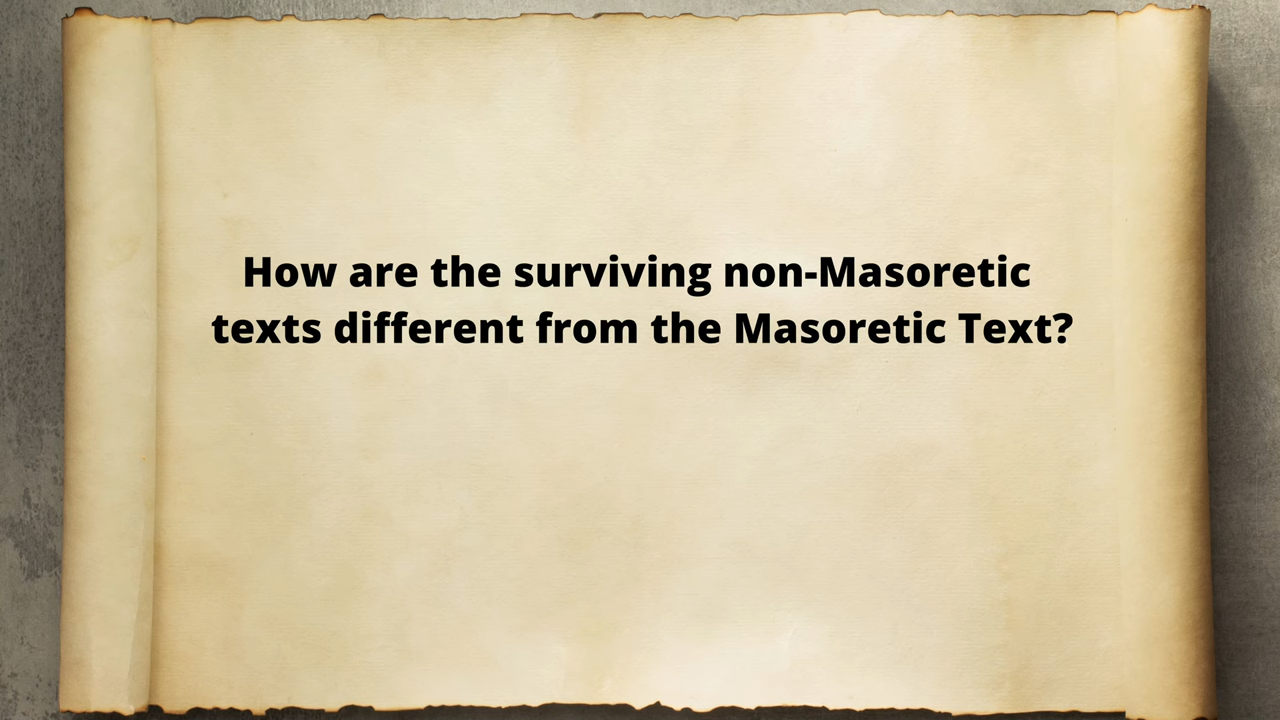 How are the surviving non-Masoretic
texts different from the Masoretic Text?